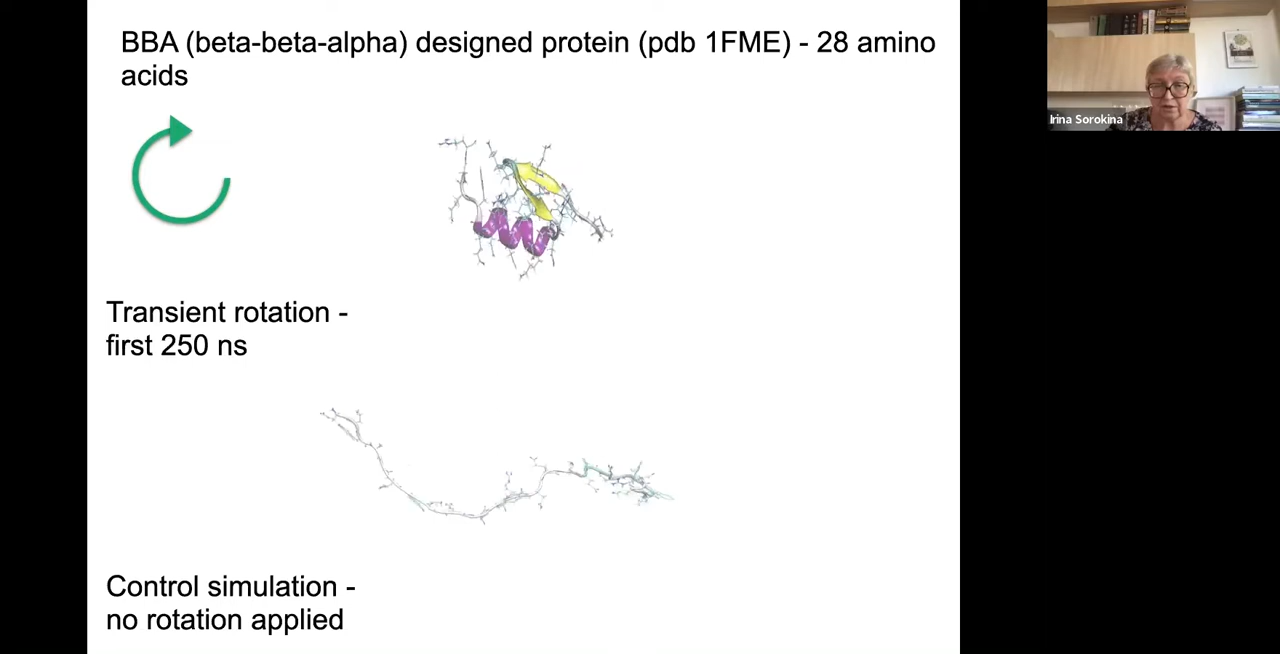 BBA (beta-beta-alpha) designed protein (pdb 1FME) - 28 amino
acids
Irina Sorokina
Transient rotation -
first 250 ns
Control simulation -
no rotation applied